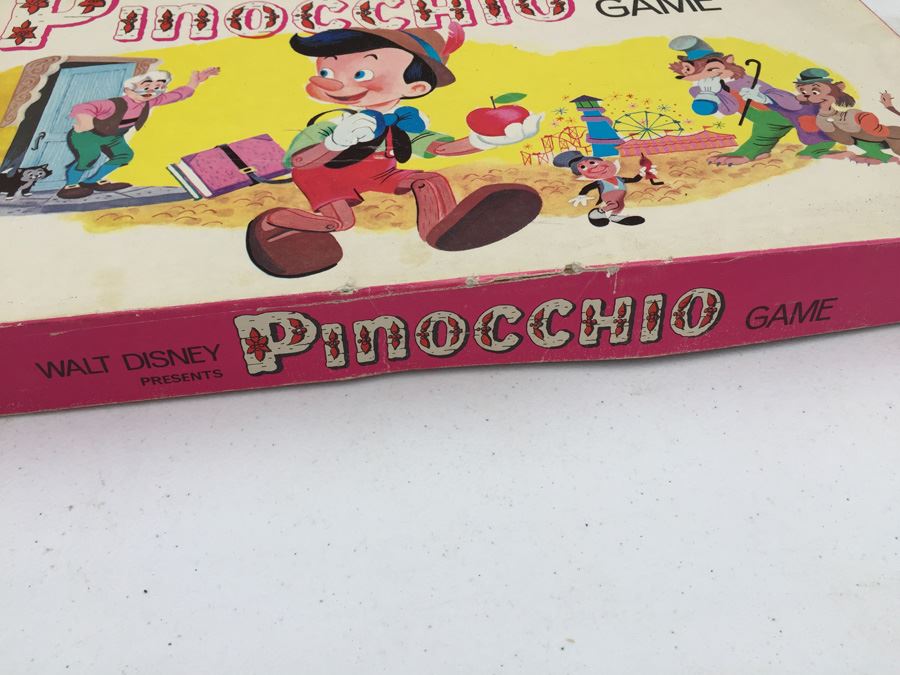 PINOCCHIO GAME
WALT DISNEY
PRESENTS
PINOCCHIO GAME